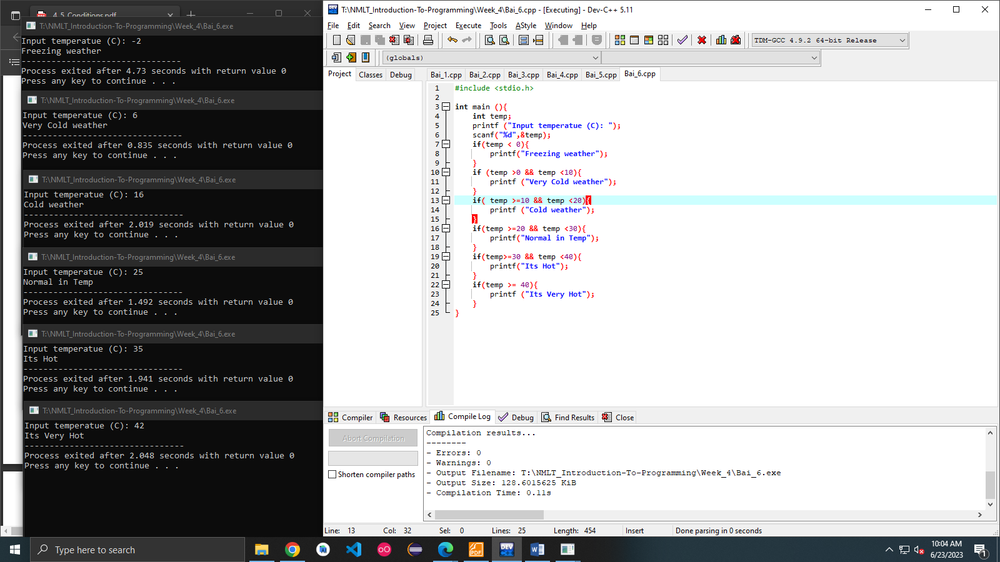 4_5_Conditions.pdf
T:\NMLT_Introduction-To-Programming\Week_4\Bai_6.exe
Input temperatue (C): -2
Freezing weather
--------------------------------
Process exited after 4.73 seconds with return value 0
Press any key to continue . . .
T:\NMLT_Introduction-To-Programming\Week_4\Bai_6.exe
Input temperatue (C): 6
Very Cold weather
--------------------------------
Process exited after 0.835 seconds with return value 0
Press any key to continue . . .
T:\NMLT_Introduction-To-Programming\Week_4\Bai_6.exe
Input temperatue (C): 16
Cold weather
--------------------------------
Process exited after 2.019 seconds with return value 0
Press any key to continue . . .
T:\NMLT_Introduction-To-Programming\Week_4\Bai_6.exe
Input temperatue (C): 25
Normal in Temp
--------------------------------
Process exited after 1.492 seconds with return value 0
Press any key to continue . . .
T:\NMLT_Introduction-To-Programming\Week_4\Bai_6.exe
Input temperatue (C): 35
Its Hot
--------------------------------
Process exited after 1.941 seconds with return value 0
Press any key to continue . . .
T:\NMLT_Introduction-To-Programming\Week_4\Bai_6.exe
Input temperatue (C): 42
Its Very Hot
--------------------------------
Process exited after 2.048 seconds with return value 0
Press any key to continue . . .
T:\NMLT_Introduction-To-Programming\Week_4\Bai_6.cpp - [Executing] - Dev-C++ 5.11
File Edit Search View Project Execute Tools AStyle Window Help
TDM-GCC 4.9.2 64-bit Release
(globals)
Project Classes Debug
Bai_1.cpp Bai_2.cpp Bai_3.cpp Bai_4.cpp Bai_5.cpp Bai_6.cpp
1 #include <stdio.h>
2
3 int main (){
4 int temp;
5 printf ("Input temperatue (C): ");
6 scanf("%d",&temp);
7 if(temp < 0){
8 printf("Freezing weather");
9 }
10 if (temp >0 && temp <10){
11 printf ("Very Cold weather");
12 }
13 if( temp >=10 && temp <20){
14 printf ("Cold weather");
15 }
16 if(temp >=20 && temp <30){
17 printf("Normal in Temp");
18 }
19 if(temp>=30 && temp <40){
20 printf("Its Hot");
21 }
22 if(temp >= 40){
23 printf ("Its Very Hot");
24 }
25 }
Compiler Resources Compile Log Debug Find Results Close
Abort Compilation
Shorten compiler paths
Compilation results...
--------
- Errors: 0
- Warnings: 0
- Output Filename: T:\NMLT_Introduction-To-Programming\Week_4\Bai_6.exe
- Output Size: 128.6015625 KiB
- Compilation Time: 0.11s
Line: 13 Col: 32 Sel: 0 Lines: 25 Length: 454 Insert Done parsing in 0 seconds
Type here to search
10:04 AM
6/23/2023
1